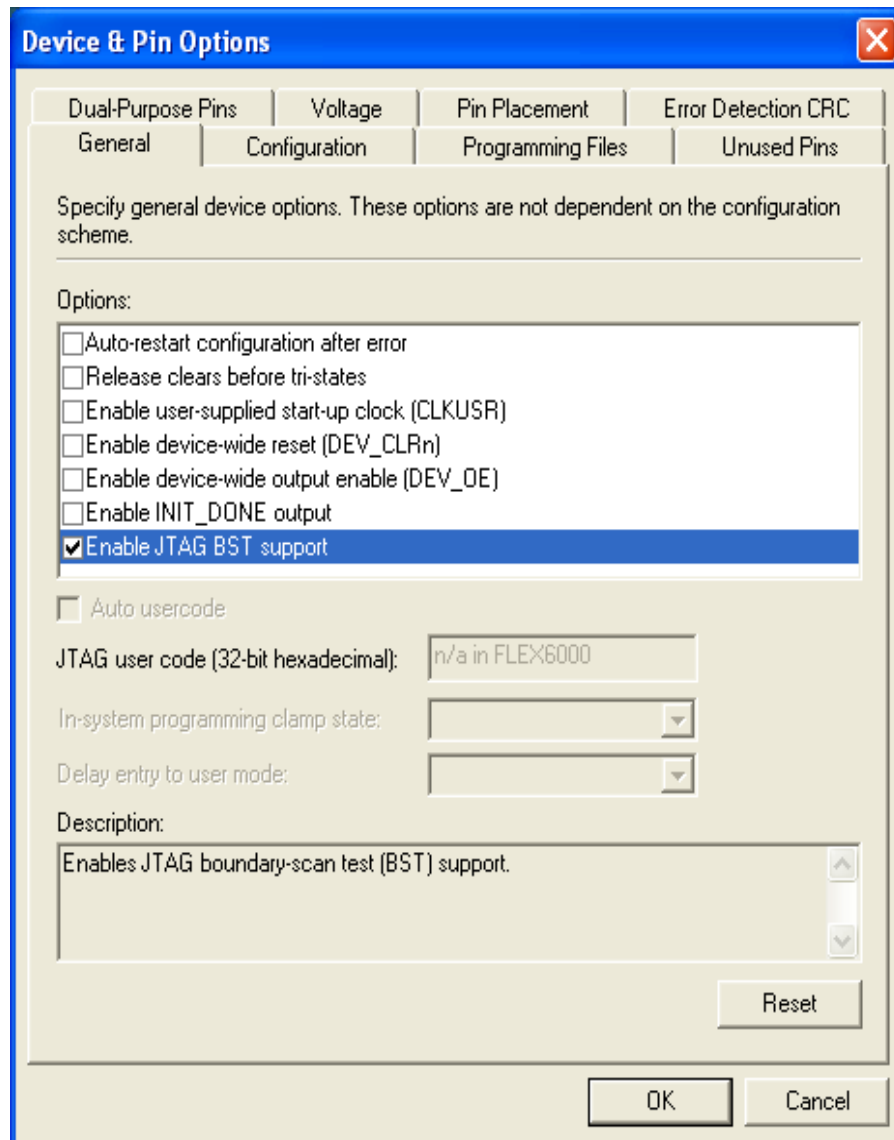 Device & Pin Options
Dual-Purpose Pins Voltage Pin Placement Error Detection CRC
General Configuration Programming Files Unused Pins
Specify general device options. These options are not dependent on the configuration
scheme.
Options:
Auto-restart configuration after error
Release clears before tri-states
Enable user-supplied start-up clock (CLKUSR)
Enable device-wide reset (DEV_CLRn)
Enable device-wide output enable (DEV_OE)
Enable INIT_DONE output
Enable JTAG BST support
Auto usercode
JTAG user code (32-bit hexadecimal): n/a in FLEX6000
In-system programming clamp state:
Delay entry to user mode:
Description:
Enables JTAG boundary-scan test (BST) support.
Reset
OK Cancel